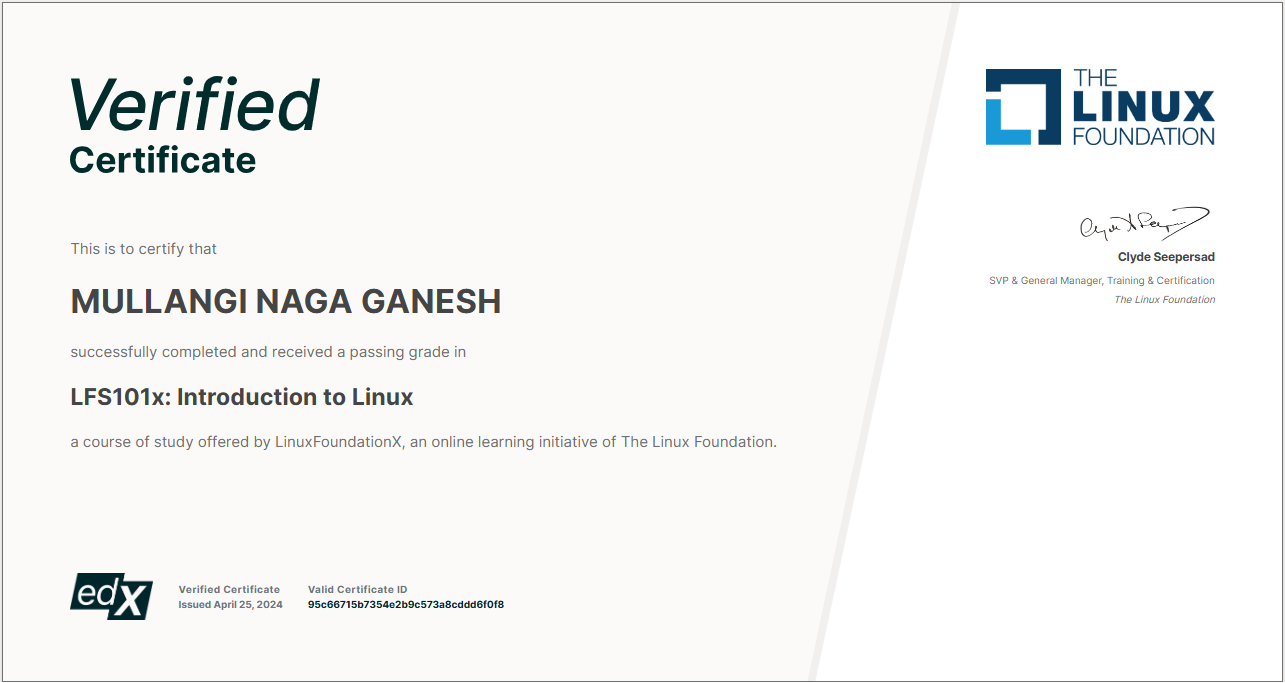 Verified
Certificate
This is to certify that
MULLANGI NAGA GANESH
successfully completed and received a passing grade in
LFS101x: Introduction to Linux
a course of study offered by LinuxFoundationX, an online learning initiative of The Linux Foundation.
edX
Verified Certificate
Issued April 25, 2024
Valid Certificate ID
95c66715b7354e2b9c573a8cddd6f0f8
THE
LINUX
FOUNDATION
Clyde Seepersad
SVP & General Manager, Training & Certification
The Linux Foundation